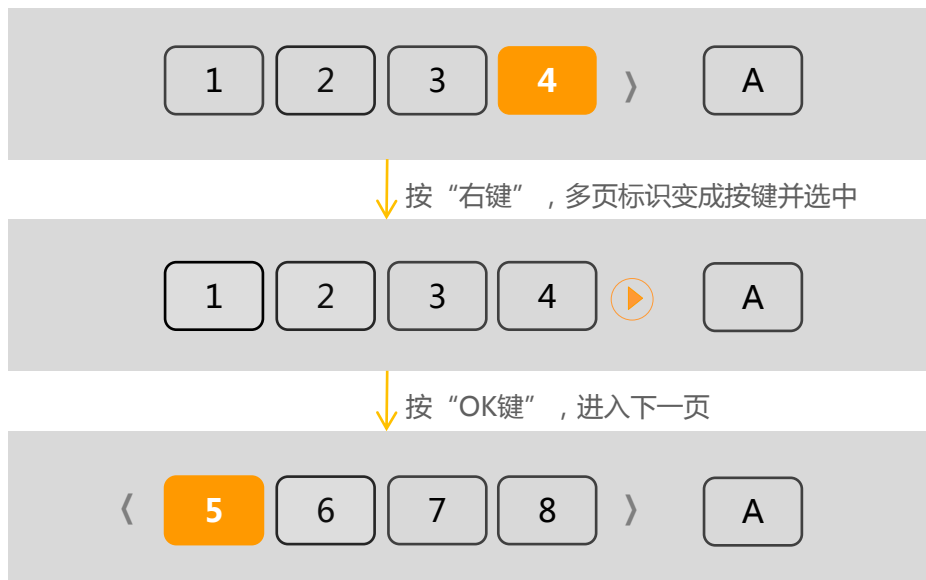 1 2 3 4 》 A
按“右键”，多页标识变成按键并选中
1 2 3 4 A
按“OK键”，进入下一页
《 5 6 7 8 》 A